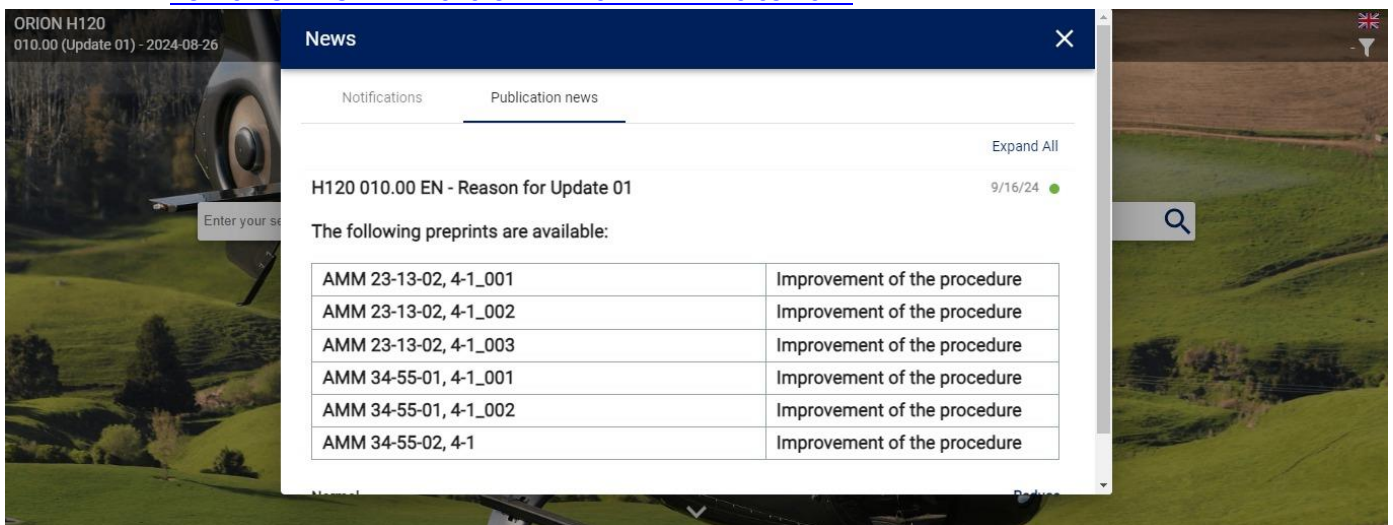 ORION H120
010.00 (Update 01) - 2024-08-26
News
Notifications Publication news
Expand All
H120 010.00 EN - Reason for Update 01 9/16/24
Enter your se
The following preprints are available:
AMM 23-13-02, 4-1_001 Improvement of the procedure
AMM 23-13-02, 4-1_002 Improvement of the procedure
AMM 23-13-02, 4-1_003 Improvement of the procedure
AMM 34-55-01, 4-1_001 Improvement of the procedure
AMM 34-55-01, 4-1_002 Improvement of the procedure
AMM 34-55-02, 4-1 Improvement of the procedure